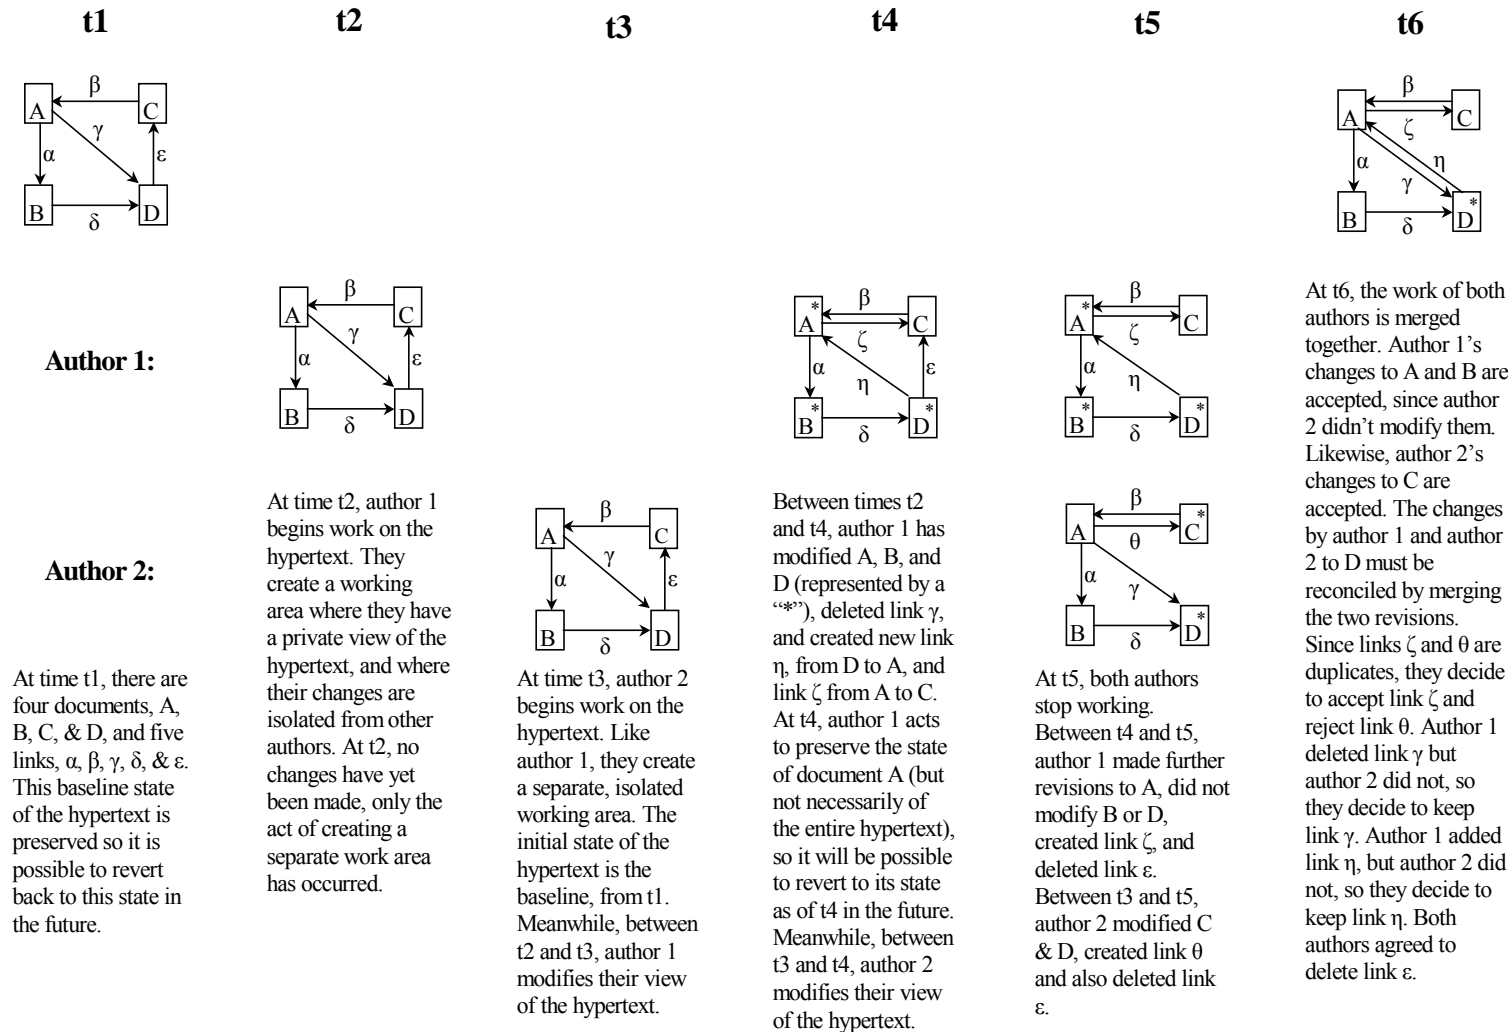 t1
t2
t3
t4
t5
t6
β
A
C
γ
α
ε
B
D
δ
β
A
C
ζ
η
α
γ
*
B
D
δ
Author 1:
β
A
C
γ
α
ε
B
D
δ
*
β
A
C
ζ
α
ε
η
*
*
B
D
δ
*
β
A
C
ζ
α
η
*
*
B
D
δ
Author 2:
β
A
C
γ
α
ε
B
D
δ
β
*
A
C
θ
α
γ
*
B
D
δ
At time t1, there are
four documents, A,
B, C, & D, and five
links, α, β, γ, δ, & ε.
This baseline state
of the hypertext is
preserved so it is
possible to revert
back to this state in
the future.
At time t2, author 1
begins work on the
hypertext. They
create a working
area where they have
a private view of the
hypertext, and where
their changes are
isolated from other
authors. At t2, no
changes have yet
been made, only the
act of creating a
separate work area
has occurred.
At time t3, author 2
begins work on the
hypertext. Like
author 1, they create
a separate, isolated
working area. The
initial state of the
hypertext is the
baseline, from t1.
Meanwhile, between
t2 and t3, author 1
modifies their view
of the hypertext.
Between times t2
and t4, author 1 has
modified A, B, and
D (represented by a
“*”), deleted link γ,
and created new link
η, from D to A, and
link ζ from A to C.
At t4, author 1 acts
to preserve the state
of document A (but
not necessarily of
the entire hypertext),
so it will be possible
to revert to its state
as of t4 in the future.
Meanwhile, between
t3 and t4, author 2
modifies their view
of the hypertext.
At t5, both authors
stop working.
Between t4 and t5,
author 1 made further
revisions to A, did not
modify B or D,
created link ζ, and
deleted link ε.
Between t3 and t5,
author 2 modified C
& D, created link θ
and also deleted link
ε.
At t6, the work of both
authors is merged
together. Author 1’s
changes to A and B are
accepted, since author
2 didn’t modify them.
Likewise, author 2’s
changes to C are
accepted. The changes
by author 1 and author
2 to D must be
reconciled by merging
the two revisions.
Since links ζ and θ are
duplicates, they decide
to accept link ζ and
reject link θ. Author 1
deleted link γ but
author 2 did not, so
they decide to keep
link γ. Author 1 added
link η, but author 2 did
not, so they decide to
keep link η. Both
authors agreed to
delete link ε.